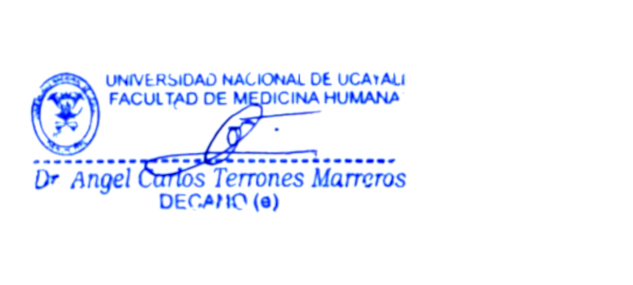 UNIVERSIDAD NACIONAL DE UCAYALI
FACULTAD DE MEDICINA HUMANA
Dr Angel Carlos Terrones Marreros
DECANO (e)